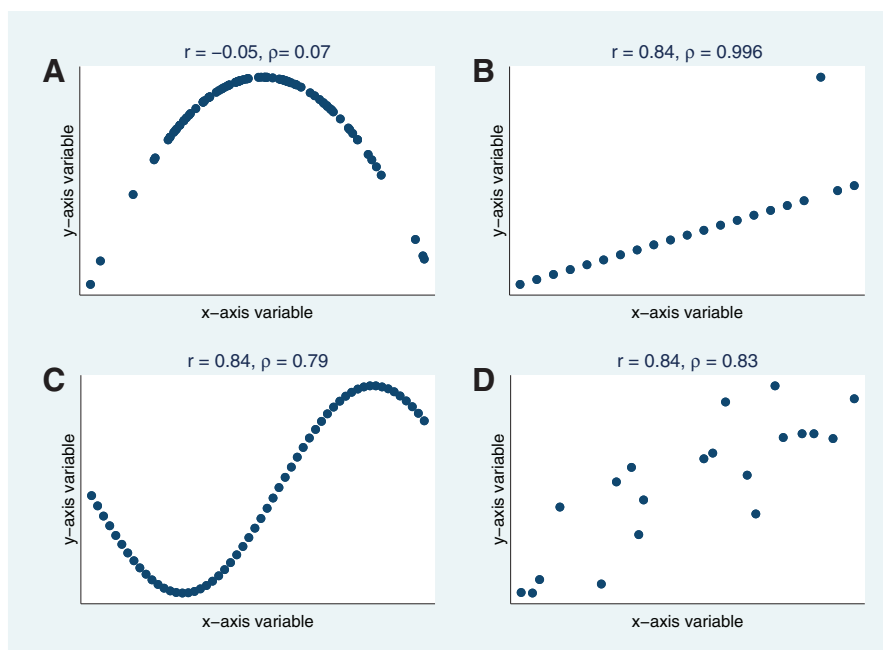 A
r = −0.05, ρ= 0.07
y−axis variable
x−axis variable
B
r = 0.84, ρ = 0.996
y−axis variable
x−axis variable
C
r = 0.84, ρ = 0.79
y−axis variable
x−axis variable
D
r = 0.84, ρ = 0.83
y−axis variable
x−axis variable